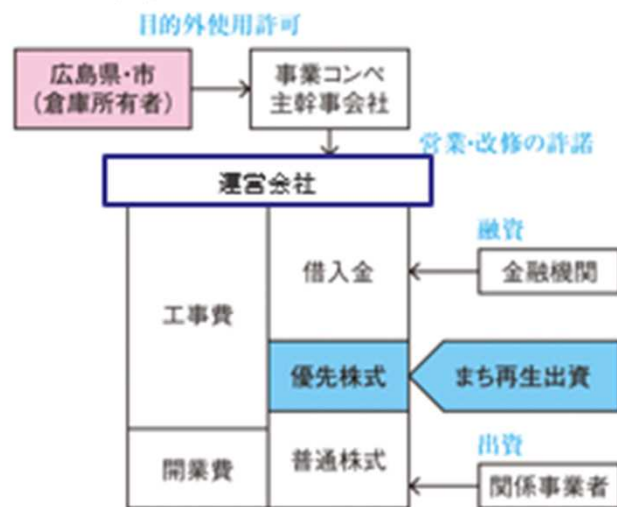 目的外使用許可
広島県・市
（倉庫所有者）
事業コンペ
主幹事会社
営業・改修の許諾
運営会社
融資
借入金
金融機関
工事費
優先株式
まち再生出資
出資
開業費
普通株式
関係事業者